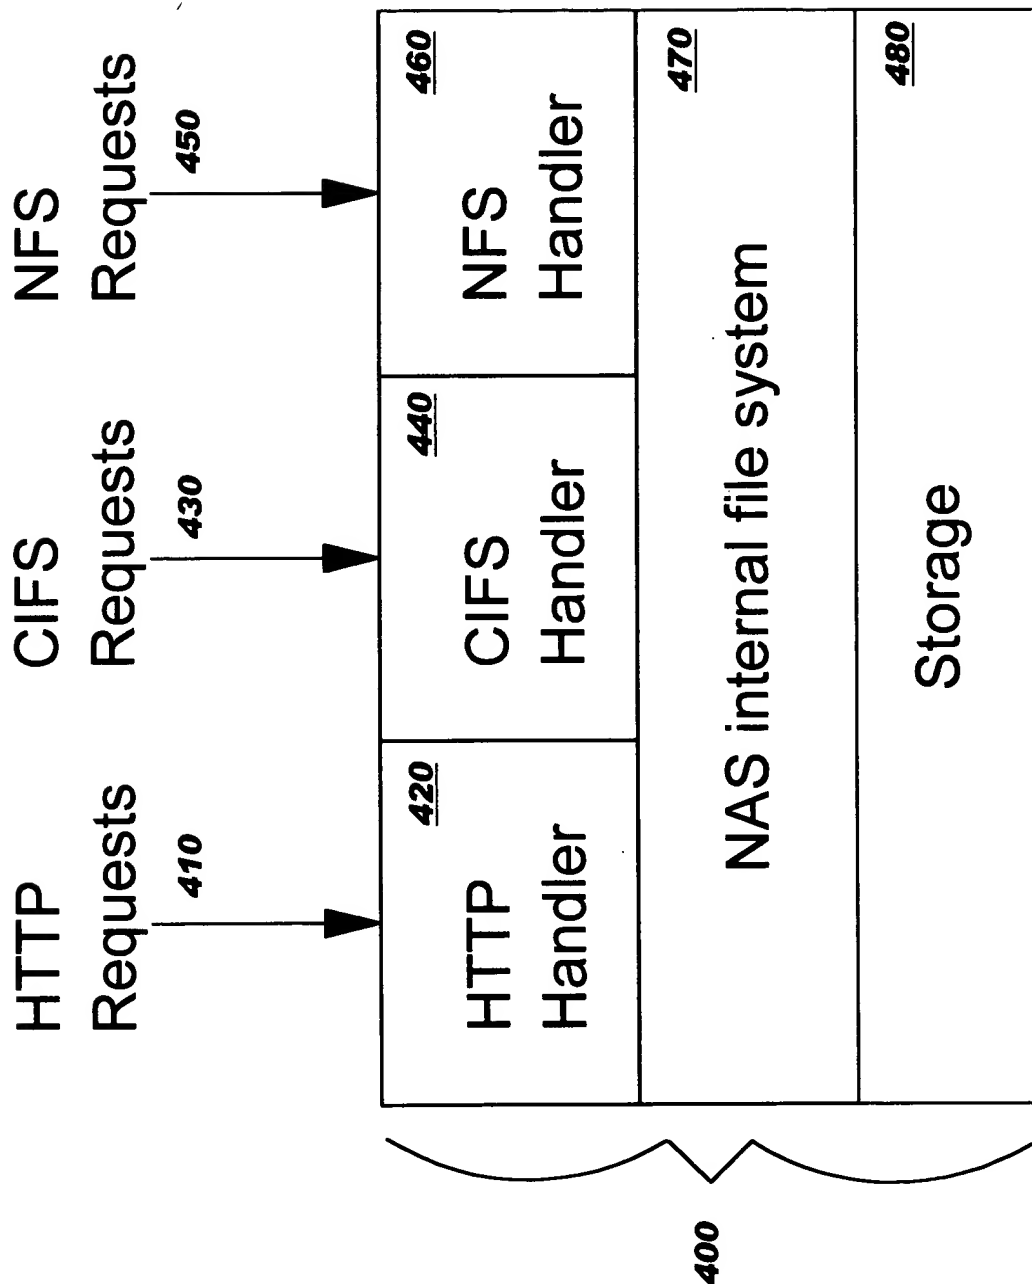 HTTP
Requests
410
CIFS
Requests
430
NFS
Requests
450
HTTP
Handler
420
CIFS
Handler
440
NFS
Handler
460
NAS internal file system
470
Storage
480
400